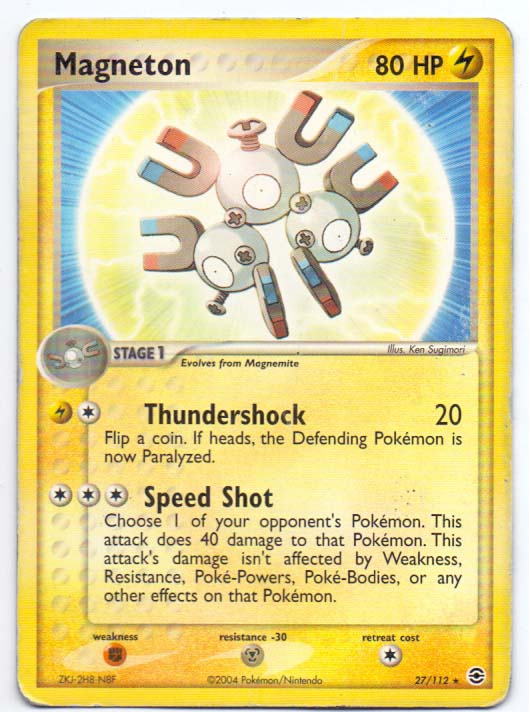 Magneton
80 HP
Illus. Ken Sugimori
STAGE 1
Evolves from Magnemite
Thundershock 20
Flip a coin. If heads, the Defending Pokémon is
now Paralyzed.
Speed Shot
Choose 1 of your opponent's Pokémon. This
attack does 40 damage to that Pokémon. This
attack's damage isn't affected by Weakness,
Resistance, Poké-Powers, Poké-Bodies, or any
other effects on that Pokémon.
weakness resistance -30 retreat cost
ZKJ-2H8-N8F ©2004 Pokémon/Nintendo 27/112 ★